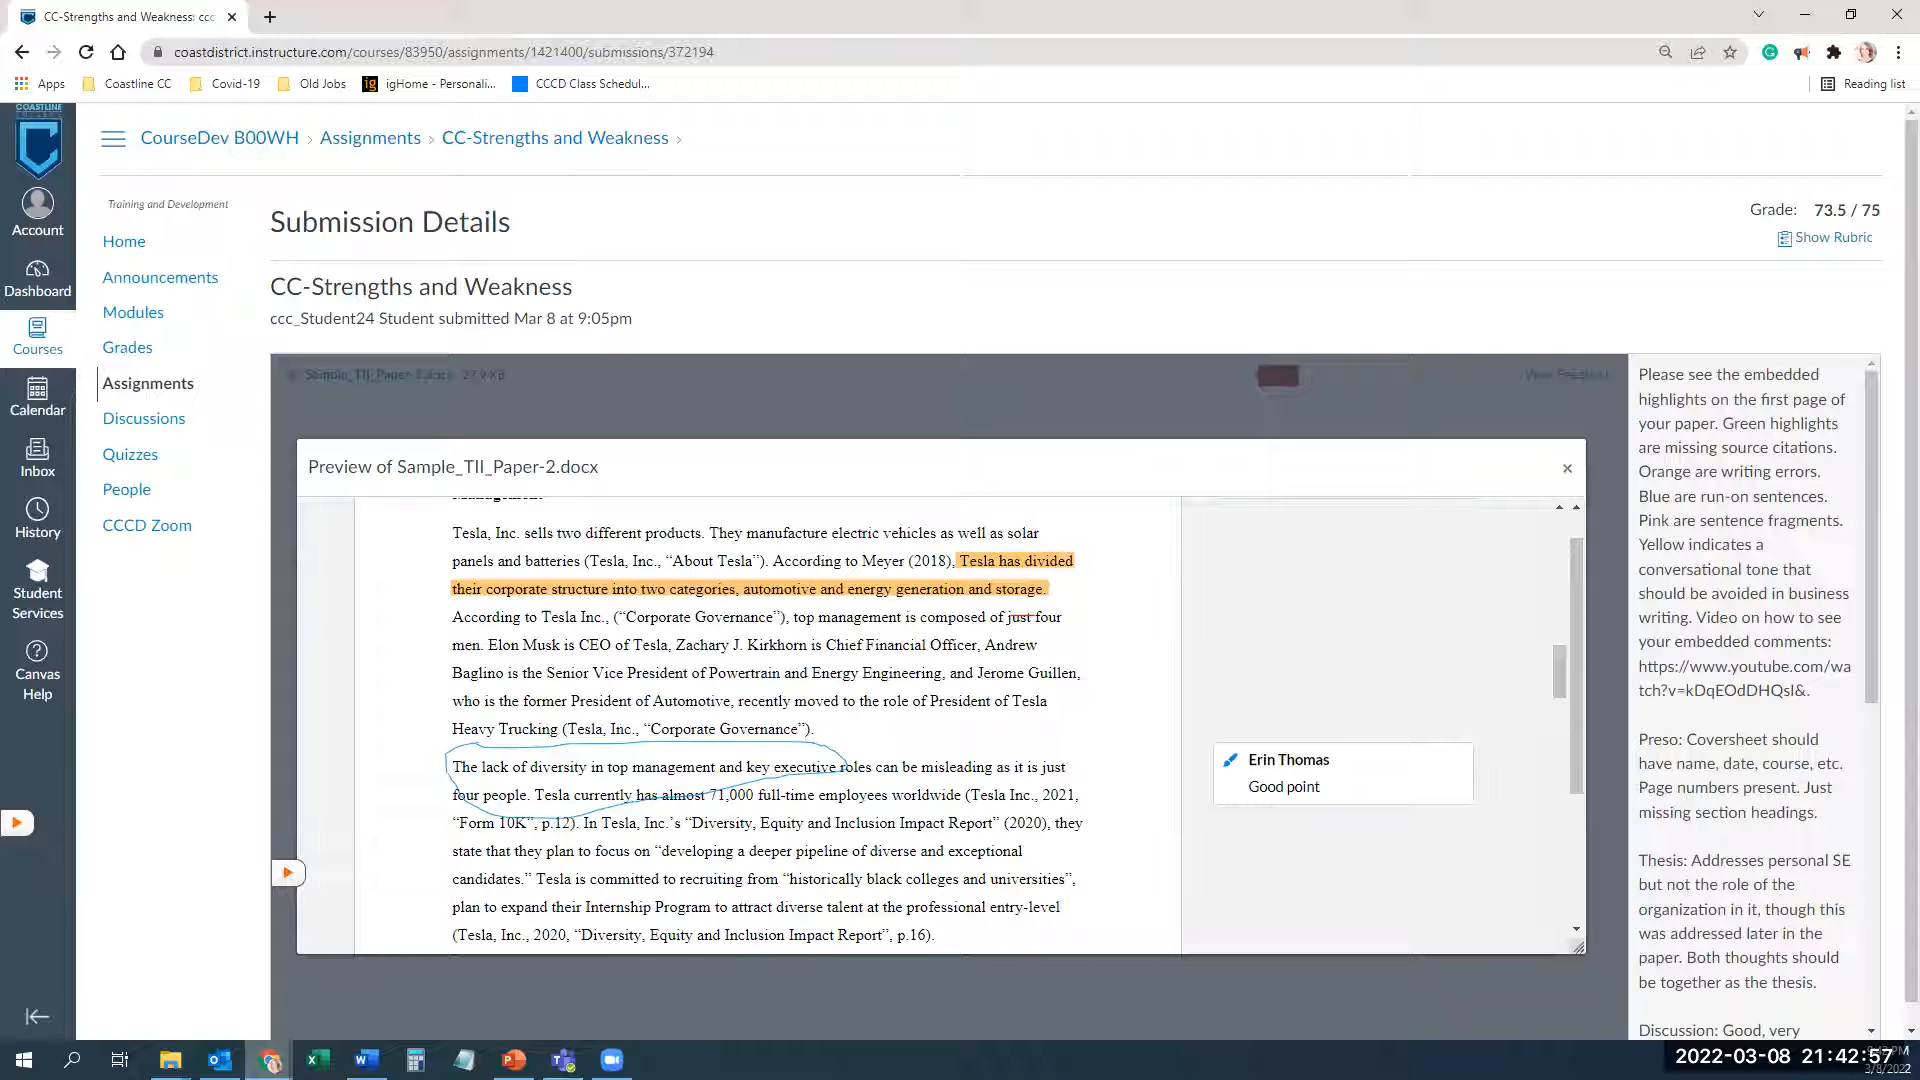 CC-Strengths and Weakness: ccc
coastdistrict.instructure.com/courses/83950/assignments/1421400/submissions/372194
Apps
Coastline CC
Covid-19
Old Jobs
igHome - Personali...
CCCD Class Schedul...
Reading list
COASTLINE
CourseDev B00WH > Assignments > CC-Strengths and Weakness >
Account
Dashboard
Courses
Calendar
Inbox
History
Student Services
Canvas Help
Training and Development
Home
Announcements
Modules
Grades
Assignments
Discussions
Quizzes
People
CCCD Zoom
Submission Details
Grade: 73.5 / 75
Show Rubric
CC-Strengths and Weakness
ccc_Student24 Student submitted Mar 8 at 9:05pm
Sample_TII_Paper-2.docx 27.9 KB
View Feedback
Preview of Sample_TII_Paper-2.docx
Management
Tesla, Inc. sells two different products. They manufacture electric vehicles as well as solar
panels and batteries (Tesla, Inc., “About Tesla”). According to Meyer (2018), Tesla has divided
their corporate structure into two categories, automotive and energy generation and storage.
According to Tesla Inc., (“Corporate Governance”), top management is composed of just four
men. Elon Musk is CEO of Tesla, Zachary J. Kirkhorn is Chief Financial Officer, Andrew
Baglino is the Senior Vice President of Powertrain and Energy Engineering, and Jerome Guillen,
who is the former President of Automotive, recently moved to the role of President of Tesla
Heavy Trucking (Tesla, Inc., “Corporate Governance”).
The lack of diversity in top management and key executive roles can be misleading as it is just
four people. Tesla currently has almost 71,000 full-time employees worldwide (Tesla Inc., 2021,
“Form 10K”, p.12). In Tesla, Inc.’s “Diversity, Equity and Inclusion Impact Report” (2020), they
state that they plan to focus on “developing a deeper pipeline of diverse and exceptional
candidates.” Tesla is committed to recruiting from “historically black colleges and universities”,
plan to expand their Internship Program to attract diverse talent at the professional entry-level
(Tesla, Inc., 2020, “Diversity, Equity and Inclusion Impact Report”, p.16).
Erin Thomas
Good point
Please see the embedded
highlights on the first page of
your paper. Green highlights
are missing source citations.
Orange are writing errors.
Blue are run-on sentences.
Pink are sentence fragments.
Yellow indicates a
conversational tone that
should be avoided in business
writing. Video on how to see
your embedded comments:
https://www.youtube.com/wa
tch?v=kDqEOdDHQsI&.
Preso: Coversheet should
have name, date, course, etc.
Page numbers present. Just
missing section headings.
Thesis: Addresses personal SE
but not the role of the
organization in it, though this
was addressed later in the
paper. Both thoughts should
be together as the thesis.
Discussion: Good, very
2022-03-08 21:42:57
3/8/2022